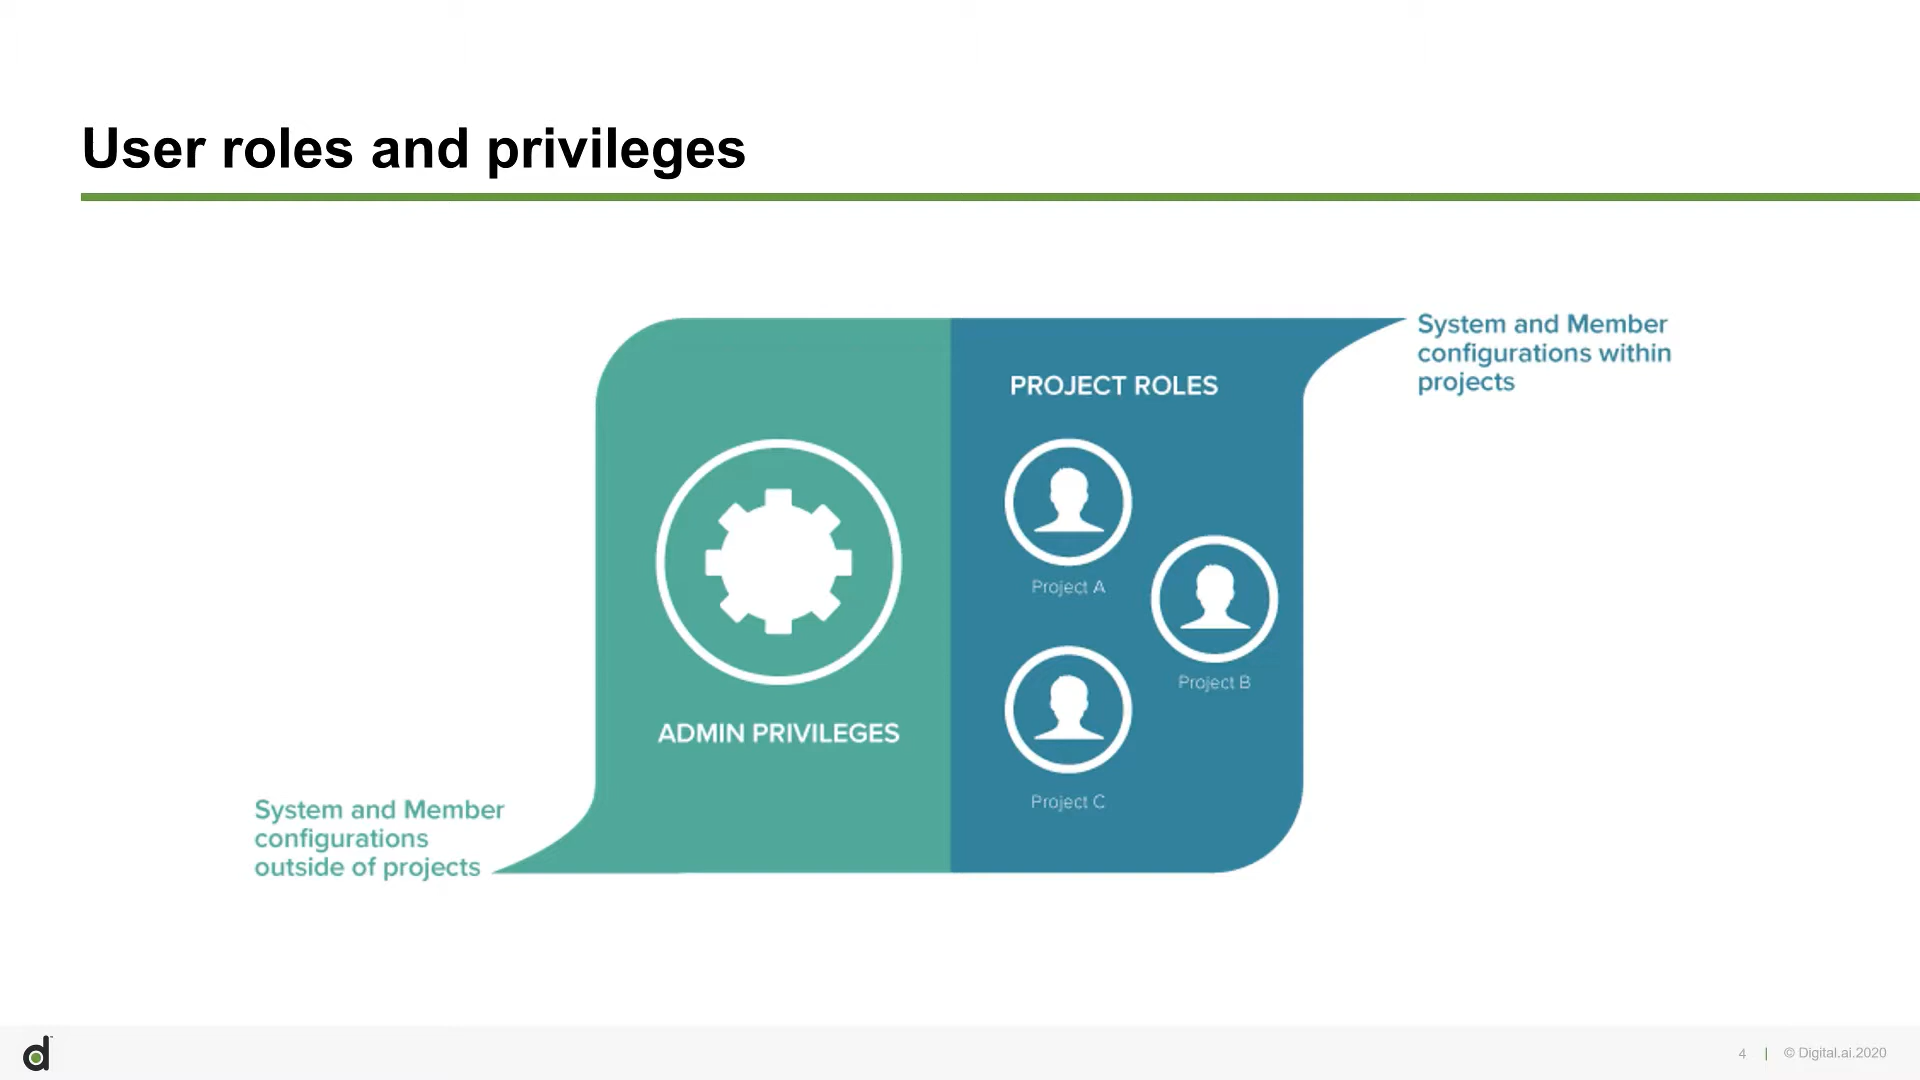 User roles and privileges
System and Member
configurations within
projects
PROJECT ROLES
Project A
Project B
Project C
ADMIN PRIVILEGES
System and Member
configurations
outside of projects
d
4 | © Digital.ai.2020